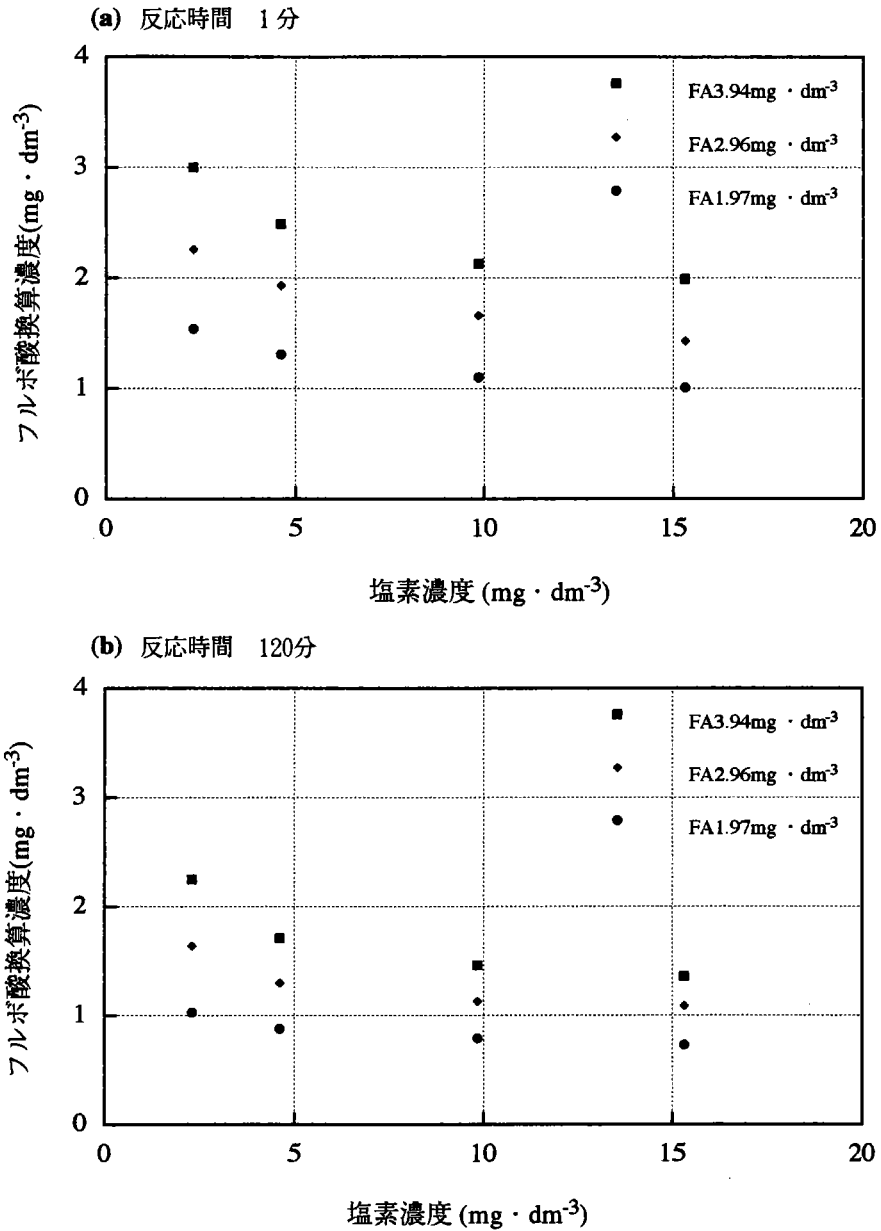 (a) 反応時間 1分
4
3
2
1
0
0 5 10 15 20
フルボ酸換算濃度(mg・dm-3)
FA3.94mg・dm-3
FA2.96mg・dm-3
FA1.97mg・dm-3
塩素濃度 (mg・dm-3)
(b) 反応時間 120分
4
3
2
1
0
0 5 10 15 20
フルボ酸換算濃度(mg・dm-3)
FA3.94mg・dm-3
FA2.96mg・dm-3
FA1.97mg・dm-3
塩素濃度 (mg・dm-3)